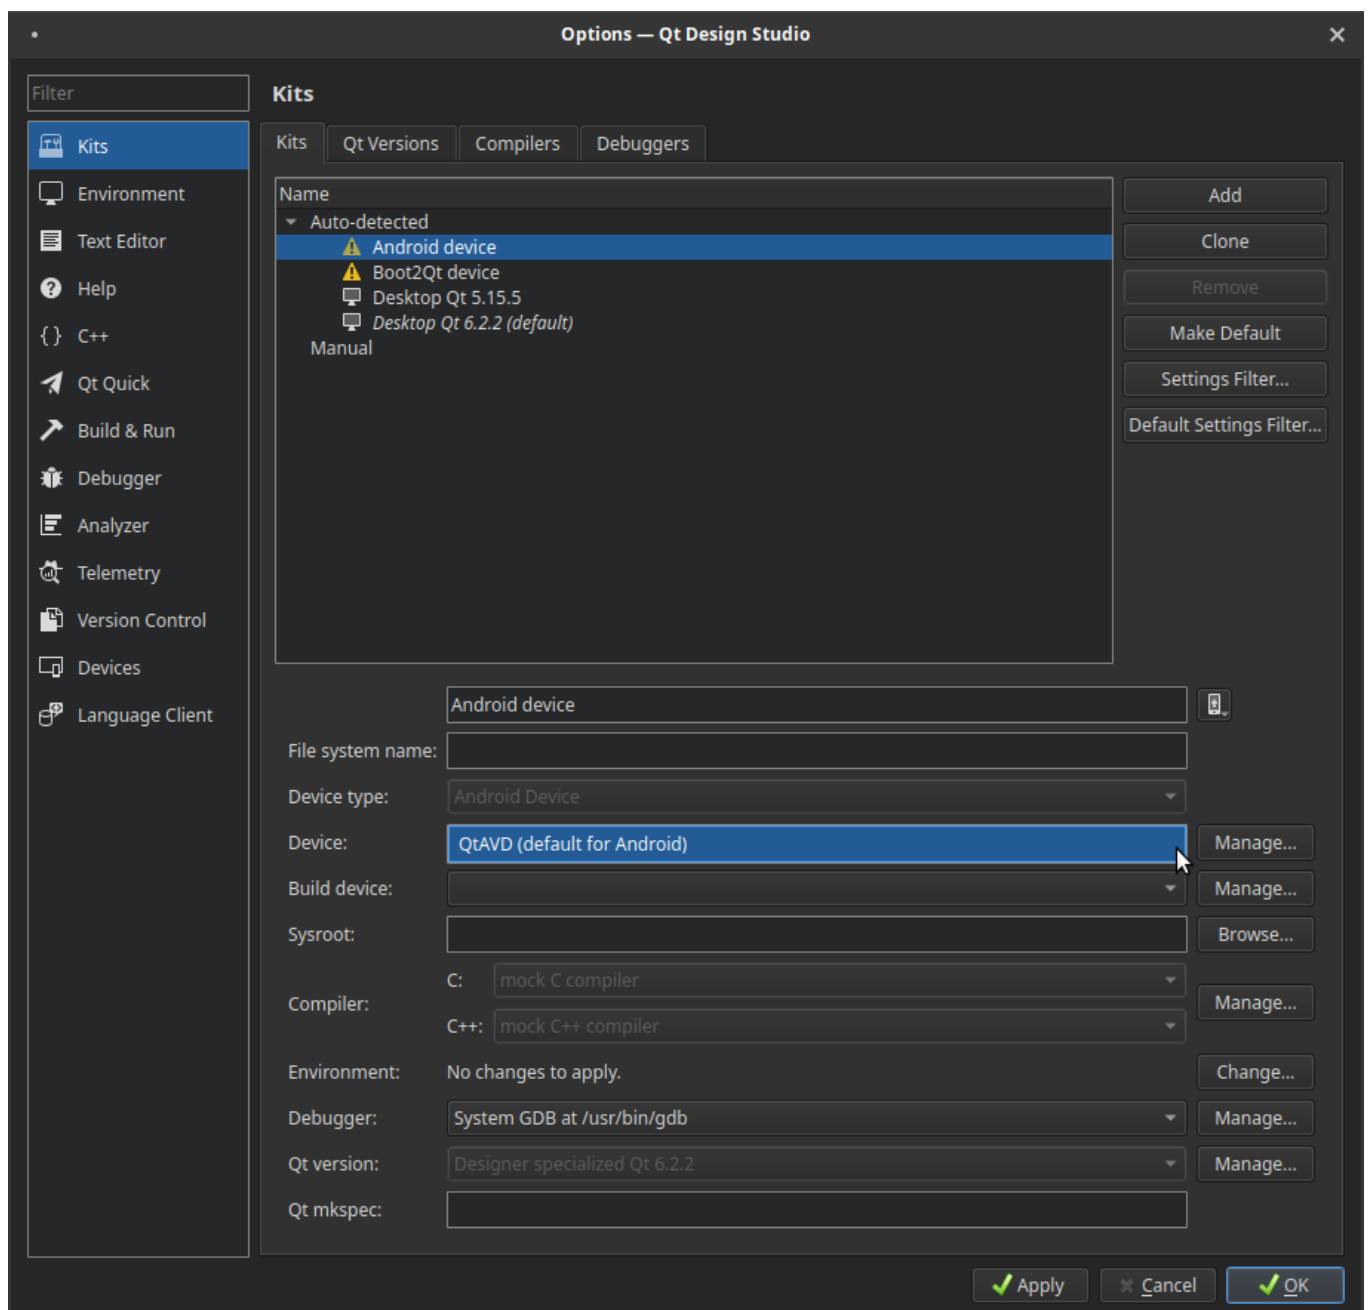 Options — Qt Design Studio
Filter
Kits
Environment
Text Editor
Help
C++
Qt Quick
Build & Run
Debugger
Analyzer
Telemetry
Version Control
Devices
Language Client
Kits
Kits Qt Versions Compilers Debuggers
Name
Auto-detected
Android device
Boot2Qt device
Desktop Qt 5.15.5
Desktop Qt 6.2.2 (default)
Manual
Add
Clone
Remove
Make Default
Settings Filter...
Default Settings Filter...
Android device
File system name:
Device type: Android Device
Device: QtAVD (default for Android) Manage...
Build device: Manage...
Sysroot: Browse...
Compiler: C: mock C compiler Manage...
C++: mock C++ compiler
Environment: No changes to apply. Change...
Debugger: System GDB at /usr/bin/gdb Manage...
Qt version: Designer specialized Qt 6.2.2 Manage...
Qt mkspec:
Apply Cancel OK